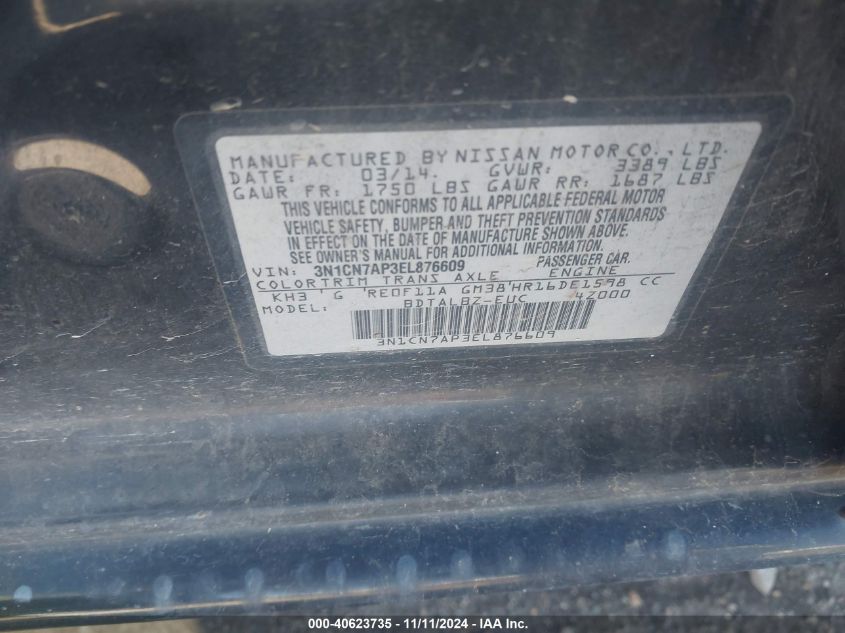 MANUFACTURED BY NISSAN MOTOR CO., LTD.
DATE: 03/14. GVWR: 3389 LBS
GAWR FR: 1750 LBS GAWR RR: 1687 LBS
THIS VEHICLE CONFORMS TO ALL APPLICABLE FEDERAL MOTOR
VEHICLE SAFETY, BUMPER AND THEFT PREVENTION STANDARDS
IN EFFECT ON THE DATE OF MANUFACTURE SHOWN ABOVE.
SEE OWNER'S MANUAL FOR ADDITIONAL INFORMATION.
VIN: 3N1CN7AP3EL876609 PASSENGER CAR.
COLOR TRIM TRANS AXLE ENGINE
KH3 ' G 'RE0F11A GM38'HR16DE1598 CC
MODEL: BDTALBZ-EUC 4Z000
3N1CN7AP3EL876609
000-40623735 - 11/11/2024 - IAA Inc.